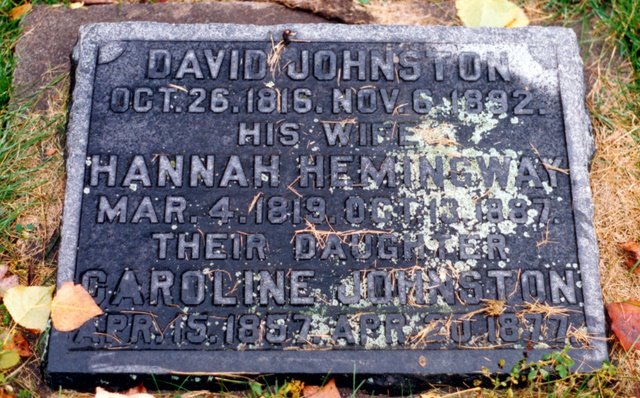 DAVID JOHNSTON
OCT. 26. 1816. NOV. 6. 1892.
HIS WIFE
HANNAH HEMINGWAY
MAR. 4. 1819. OCT. 13. 1887.
THEIR DAUGHTER
CAROLINE JOHNSTON
APR. 15. 1857. APR. 20. 1877.